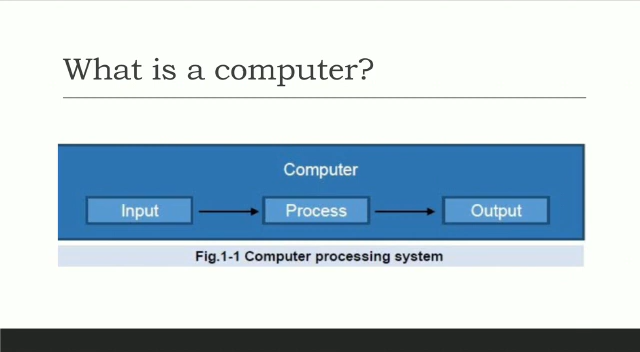 What is a computer?
Computer
Input Process Output
Fig.1-1 Computer processing system